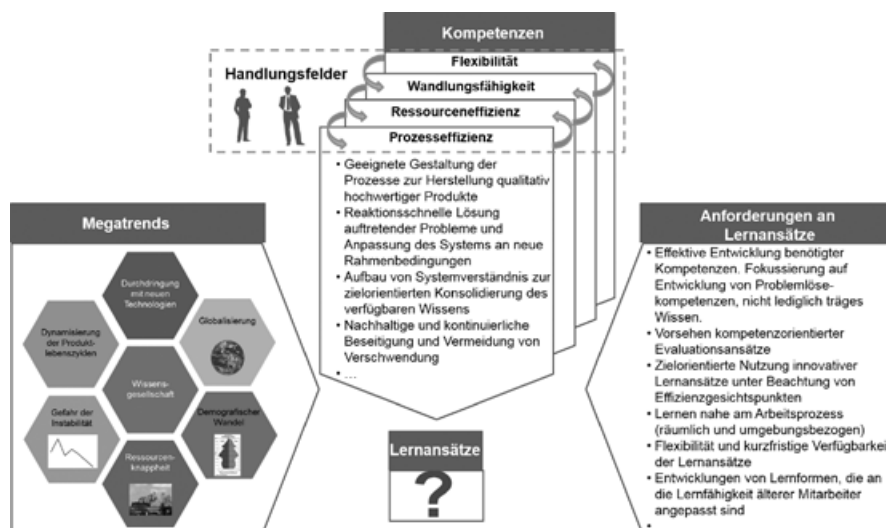 Kompetenzen
Handlungsfelder
Flexibilität
Wandlungsfähigkeit
Ressourceneffizienz
Prozesseffizienz
• Geeignete Gestaltung der
Prozesse zur Herstellung qualitativ
hochwertiger Produkte
• Reaktionsschnelle Lösung
auftretender Probleme und
Anpassung des Systems an neue
Rahmenbedingungen
• Aufbau von Systemverständnis zur
zielorientierten Konsolidierung des
verfügbaren Wissens
• Nachhaltige und kontinuierliche
Beseitigung und Vermeidung von
Verschwendung
• ...
Megatrends
Durchdringung
mit neuen
Technologien
Dynamisierung
der Produkt-
lebenszyklen
Globalisierung
Wissens-
gesellschaft
Gefahr der
Instabilität
Demografischer
Wandel
Ressourcen-
knappheit
Lernansätze
?
Anforderungen an
Lernansätze
• Effektive Entwicklung benötigter
Kompetenzen. Fokussierung auf
Entwicklung von Problemlöse-
kompetenzen, nicht lediglich träges
Wissen.
• Vorsehen kompetenzorientierter
Evaluationsansätze
• Zielorientierte Nutzung innovativer
Lernansätze unter Beachtung von
Effizienzgesichtspunkten
• Lernen nahe am Arbeitsprozess
(räumlich und umgebungsbezogen)
• Flexibilität und kurzfristige Verfügbarkei
der Lernansätze
• Entwicklungen von Lernformen, die an
die Lernfähigkeit älterer Mitarbeiter
angepasst sind
•